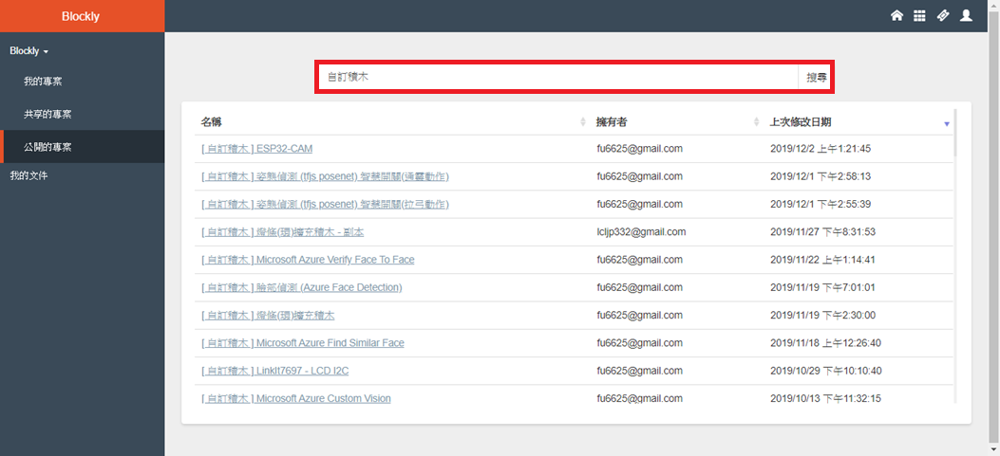 Blockly
Blockly
我的專案
共享的專案
公開的專案
我的文件
自訂積木 搜尋
名稱 擁有者 上次修改日期
[ 自訂積木 ] ESP32-CAM fu6625@gmail.com 2019/12/2 上午1:21:45
[ 自訂積木 ] 姿態偵測 (tfjs posenet) 智慧開關(通靈動作) fu6625@gmail.com 2019/12/1 下午2:58:13
[ 自訂積木 ] 姿態偵測 (tfjs posenet) 智慧開關(拉弓動作) fu6625@gmail.com 2019/12/1 下午2:55:39
[ 自訂積木 ] 燈條(環)擴充積木 - 副本 lcljp332@gmail.com 2019/11/27 下午8:31:53
[ 自訂積木 ] Microsoft Azure Verify Face To Face fu6625@gmail.com 2019/11/22 上午1:14:41
[ 自訂積木 ] 臉部偵測 (Azure Face Detection) fu6625@gmail.com 2019/11/19 下午7:01:01
[ 自訂積木 ] 燈條(環)擴充積木 fu6625@gmail.com 2019/11/19 下午2:30:00
[ 自訂積木 ] Microsoft Azure Find Similar Face fu6625@gmail.com 2019/11/18 上午12:26:40
[ 自訂積木 ] LinkIt7697 - LCD I2C fu6625@gmail.com 2019/10/29 下午10:10:40
[ 自訂積木 ] Microsoft Azure Custom Vision fu6625@gmail.com 2019/10/13 下午11:32:15